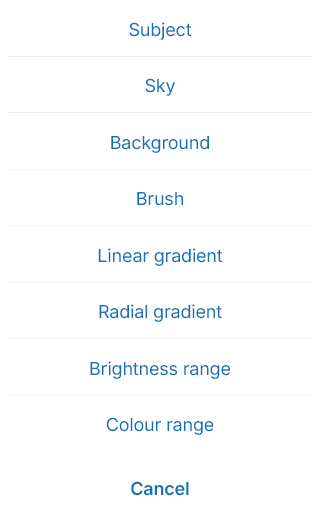 Subject
Sky
Background
Brush
Linear gradient
Radial gradient
Brightness range
Colour range
Cancel